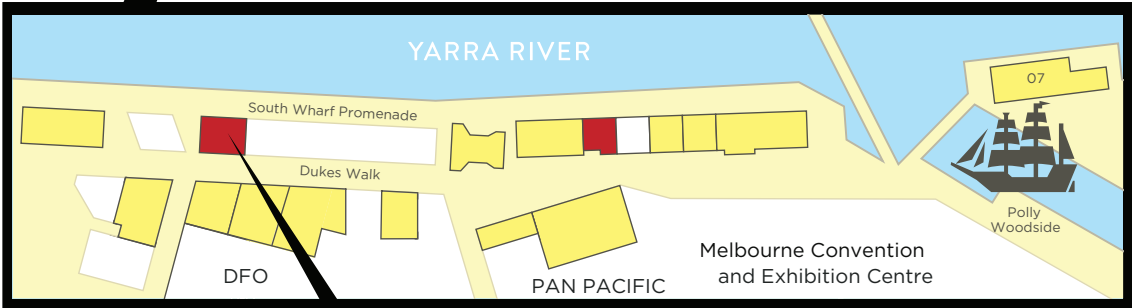 YARRA RIVER
07
South Wharf Promenade
Dukes Walk
Polly
Woodside
Melbourne Convention
and Exhibition Centre
DFO
PAN PACIFIC